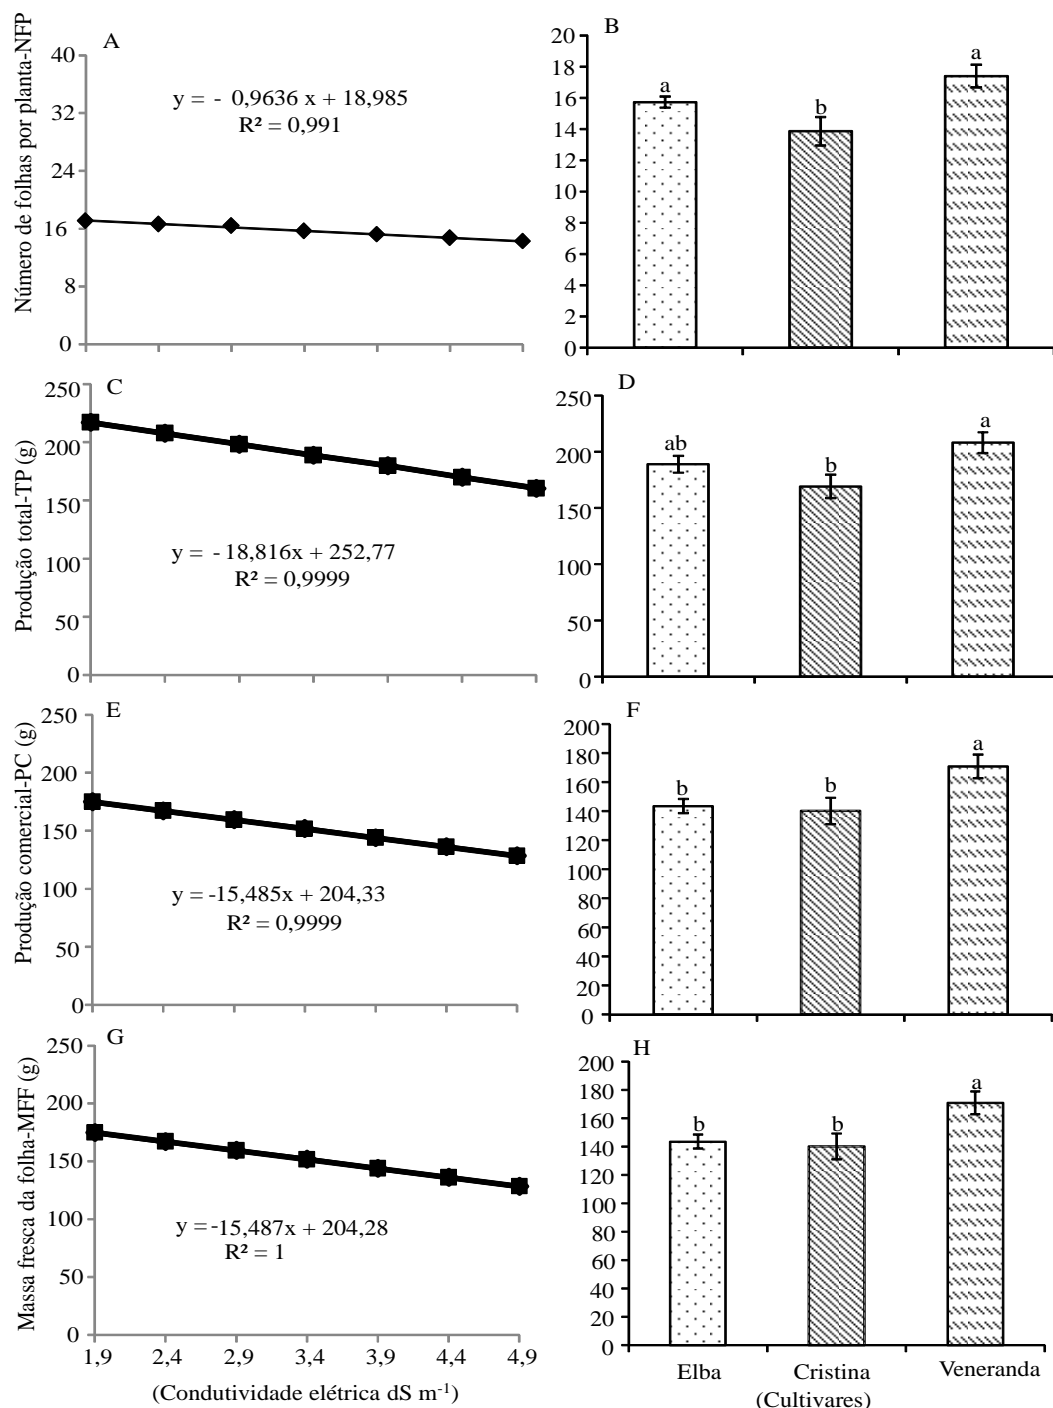 A
Número de folhas por planta-NFP
40
32
24
16
8
0
y = - 0,9636 x + 18,985
R² = 0,991
B
20
18
16
14
12
10
8
6
4
2
0
a
b
a
C
Produção total-TP (g)
250
200
150
100
50
0
y = - 18,816x + 252,77
R² = 0,9999
D
250
200
150
100
50
0
ab
b
a
E
Produção comercial-PC (g)
250
200
150
100
50
0
y = -15,485x + 204,33
R² = 0,9999
F
200
180
160
140
120
100
80
60
40
20
0
b
b
a
G
Massa fresca da folha-MFF (g)
250
200
150
100
50
0
y = -15,487x + 204,28
R² = 1
1,9 2,4 2,9 3,4 3,9 4,4 4,9
(Condutividade elétrica dS m⁻¹)
H
200
180
160
140
120
100
80
60
40
20
0
b
b
a
Elba Cristina Veneranda
(Cultivares)